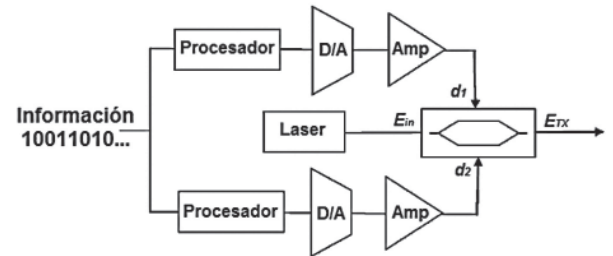 Procesador
D/A
Amp
d1
Información
10011010...
Laser
Ein
ETX
d2
Procesador
D/A
Amp